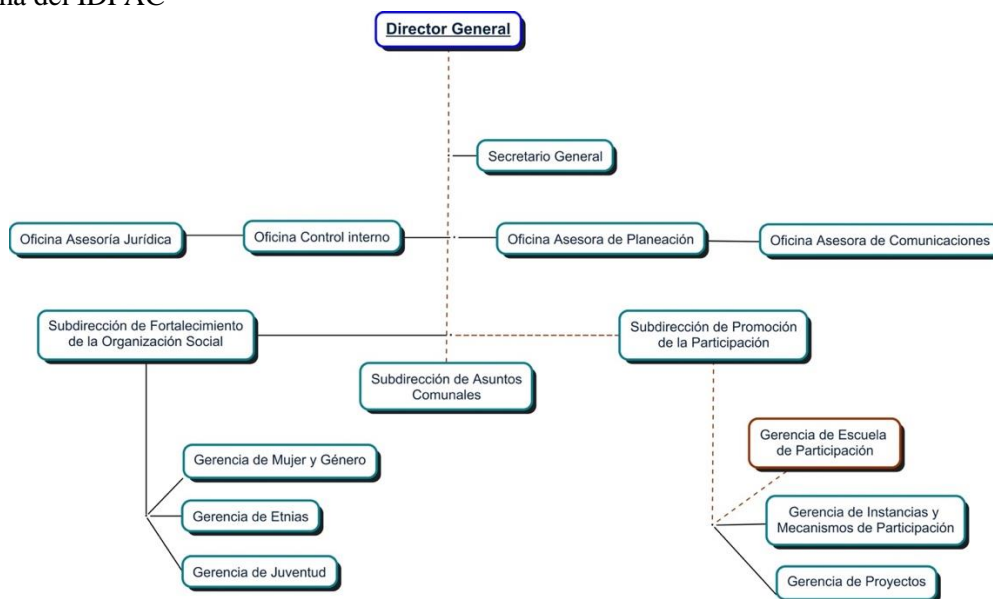 del IDPAC
Director General
Secretario General
Oficina Asesoría Jurídica
Oficina Control interno
Oficina Asesora de Planeación
Oficina Asesora de Comunicaciones
Subdirección de Fortalecimiento
de la Organización Social
Subdirección de Promoción
de la Participación
Subdirección de Asuntos
Comunales
Gerencia de Mujer y Género
Gerencia de Etnias
Gerencia de Juventud
Gerencia de Escuela
de Participación
Gerencia de Instancias y
Mecanismos de Participación
Gerencia de Proyectos